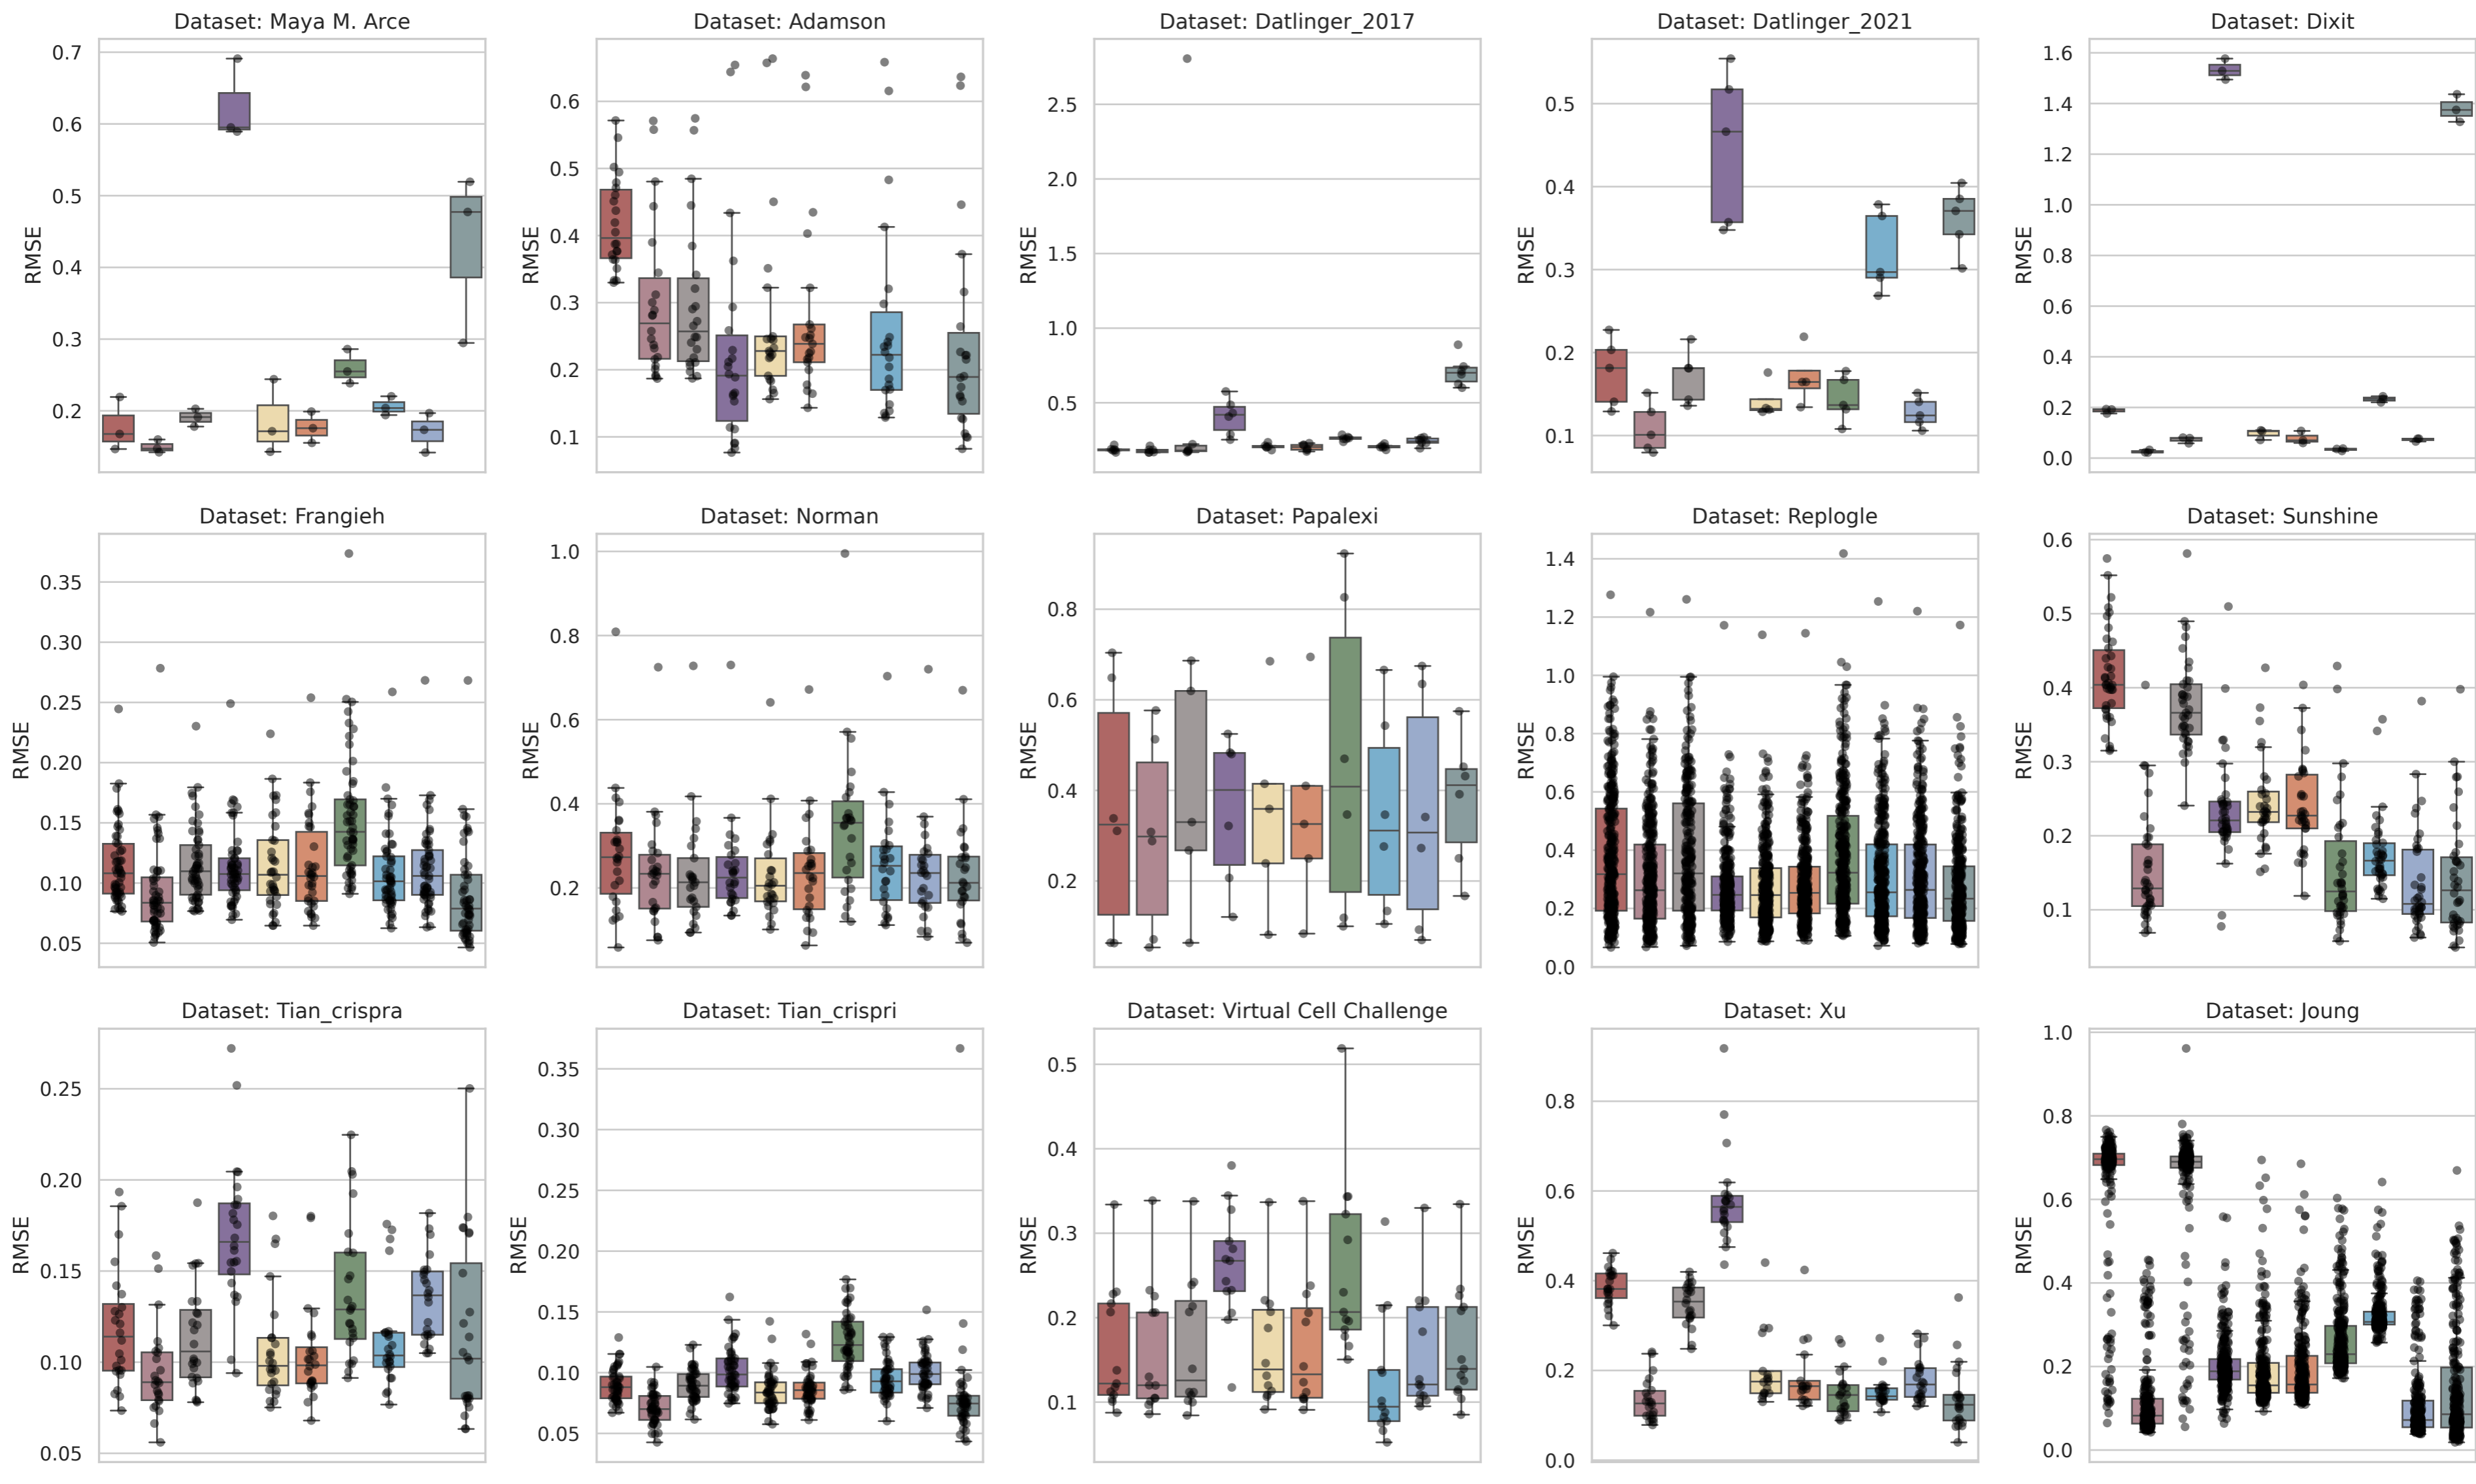 Dataset: Maya M. Arce
RMSE
0.7
0.6
0.5
0.4
0.3
0.2
Dataset: Adamson
RMSE
0.6
0.5
0.4
0.3
0.2
0.1
Dataset: Datlinger_2017
RMSE
2.5
2.0
1.5
1.0
0.5
Dataset: Datlinger_2021
RMSE
0.5
0.4
0.3
0.2
0.1
Dataset: Dixit
RMSE
1.6
1.4
1.2
1.0
0.8
0.6
0.4
0.2
0.0
Dataset: Frangieh
RMSE
0.35
0.30
0.25
0.20
0.15
0.10
0.05
Dataset: Norman
RMSE
1.0
0.8
0.6
0.4
0.2
Dataset: Papalexi
RMSE
0.8
0.6
0.4
0.2
Dataset: Replogle
RMSE
1.4
1.2
1.0
0.8
0.6
0.4
0.2
0.0
Dataset: Sunshine
RMSE
0.6
0.5
0.4
0.3
0.2
0.1
Dataset: Tian_crispra
RMSE
0.25
0.20
0.15
0.10
0.05
Dataset: Tian_crispri
RMSE
0.35
0.30
0.25
0.20
0.15
0.10
0.05
Dataset: Virtual Cell Challenge
RMSE
0.5
0.4
0.3
0.2
0.1
Dataset: Xu
RMSE
0.8
0.6
0.4
0.2
0.0
Dataset: Joung
RMSE
1.0
0.8
0.6
0.4
0.2
0.0